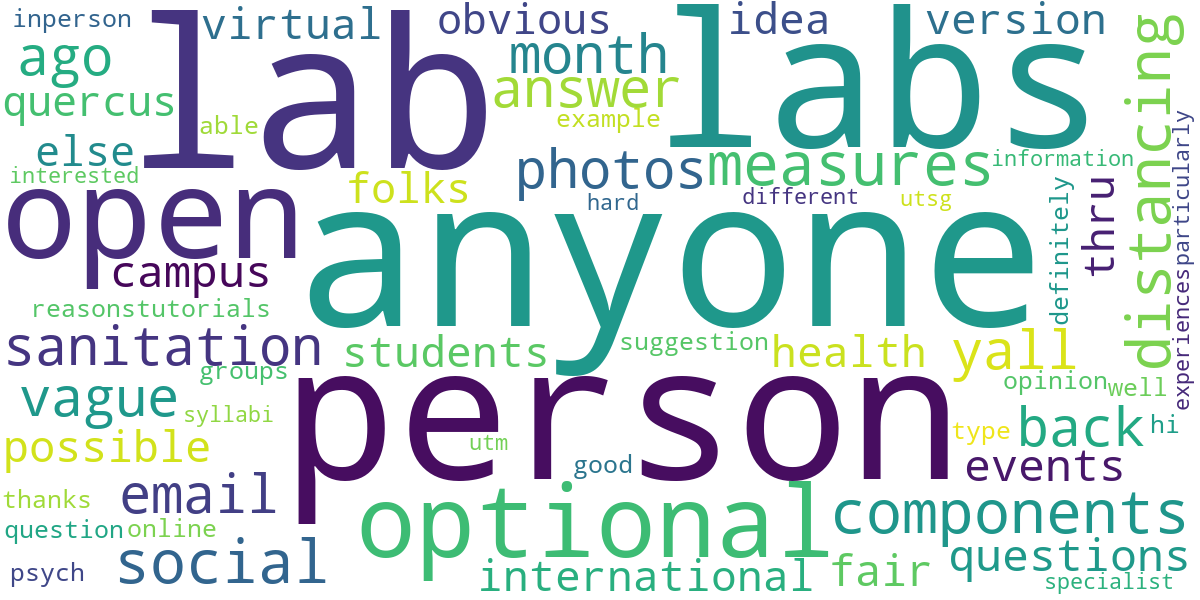 inperson
virtual
lab
obvious
labs
idea
version
ago
month
quercus
answer
able
example
distancing
else
photos
measures
information
experiencesparticularly
interested
folks
hard
different
utsg
open
anyone
definitely
thru
campus
reasonstutorials
sanitation
students
suggestion
health
yall
groups
person
opinion
well
vague
syllabi
possible
utm
good
type
back
hi
events
email
thanks
optional
components
question
online
social
psych
international
fair
questions
specialist